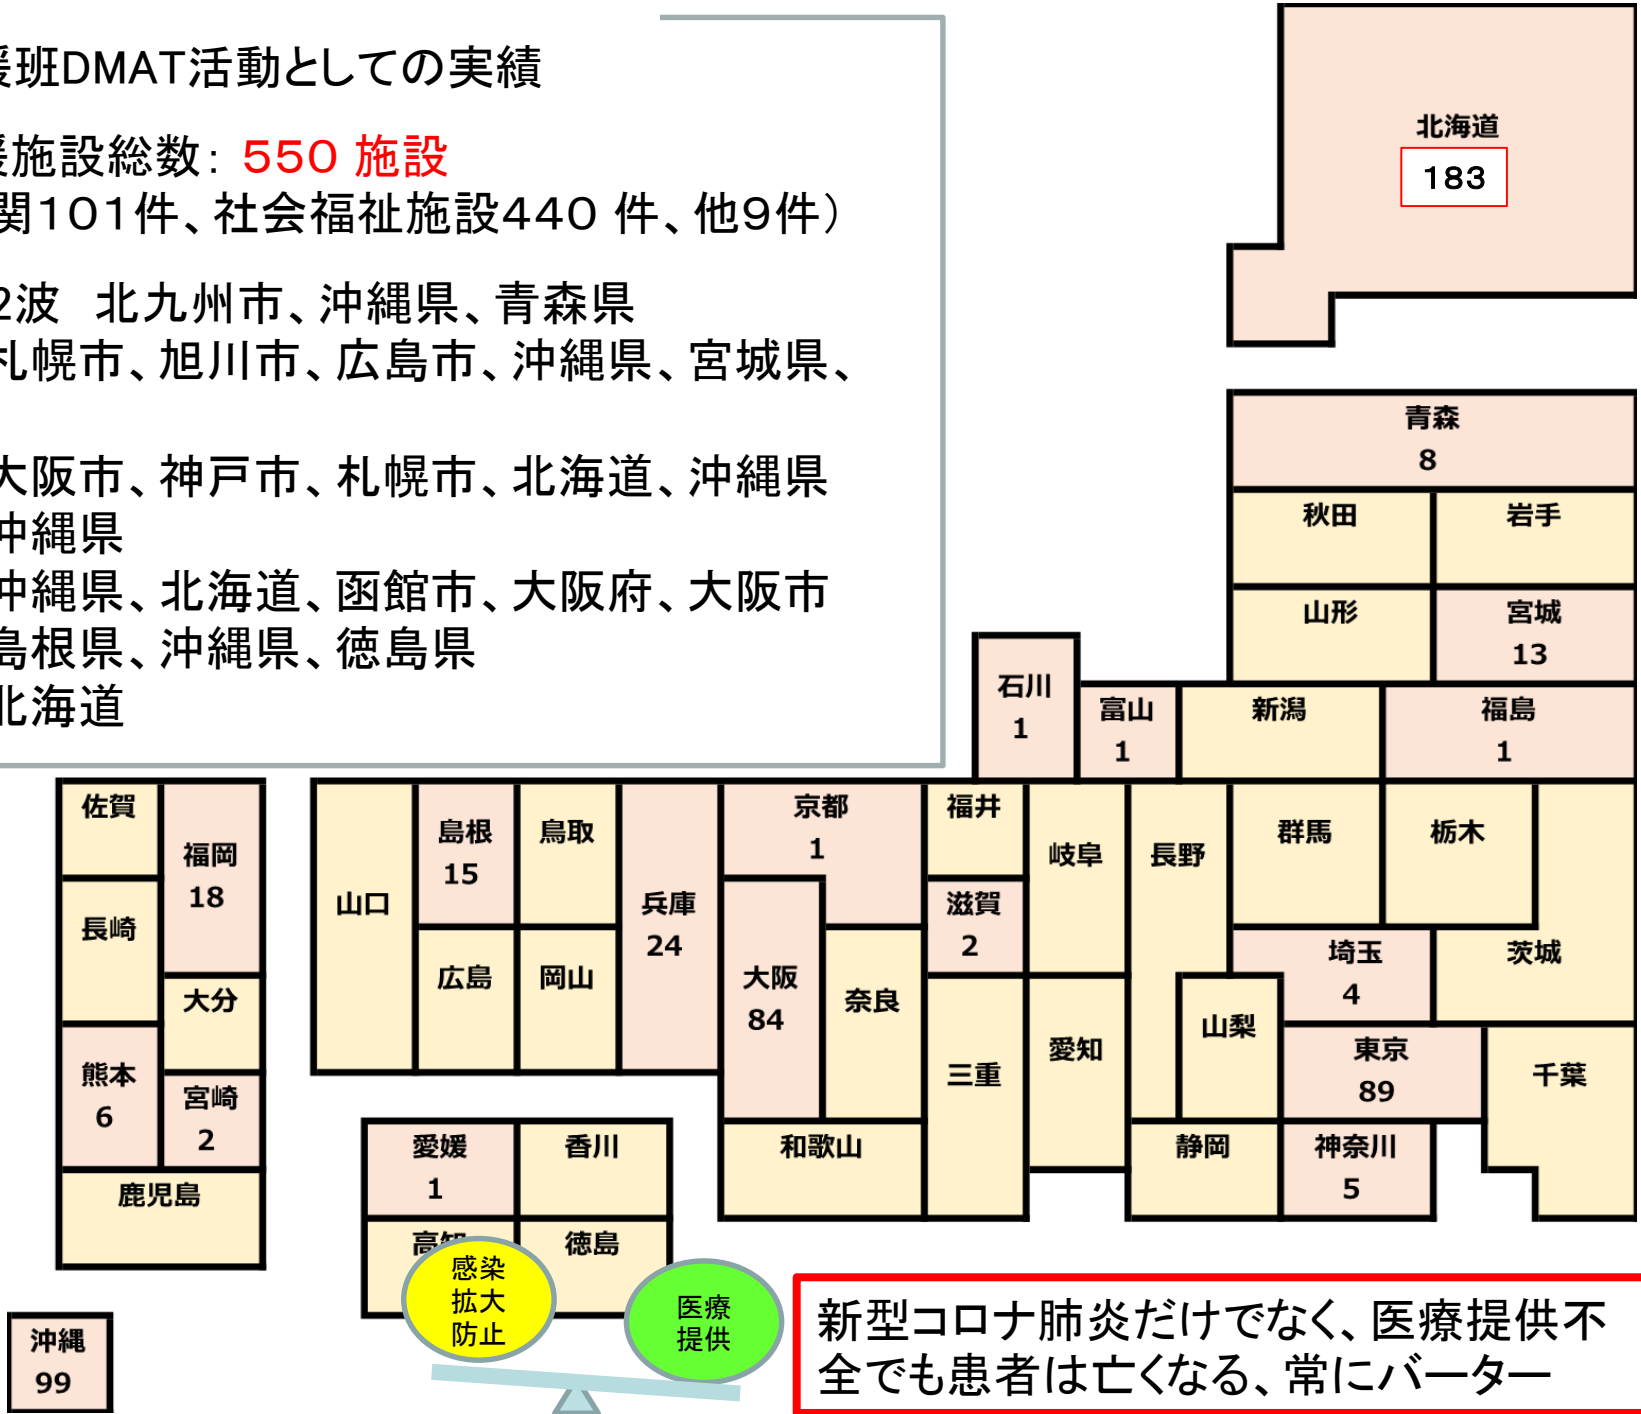 援班DMAT活動としての実績
援施設総数：550 施設
関101件、社会福祉施設440 件、他9件）
2波　北九州市、沖縄県、青森県
札幌市、旭川市、広島市、沖縄県、宮城県、
大阪市、神戸市、札幌市、北海道、沖縄県
沖縄県
沖縄県、北海道、函館市、大阪府、大阪市
島根県、沖縄県、徳島県
北海道
北海道
183
青森
8
秋田
岩手
山形
宮城
13
石川
1
富山
1
新潟
福島
1
佐賀
福岡
18
長崎
大分
熊本
6
宮崎
2
鹿児島
沖縄
99
山口
島根
15
鳥取
広島
岡山
兵庫
24
京都
1
大阪
84
奈良
和歌山
福井
滋賀
2
三重
岐阜
愛知
長野
山梨
静岡
群馬
栃木
茨城
埼玉
4
東京
89
千葉
神奈川
5
愛媛
1
香川
高知
徳島
感染
拡大
防止
医療
提供
新型コロナ肺炎だけでなく、医療提供不
全でも患者は亡くなる、常にバーター